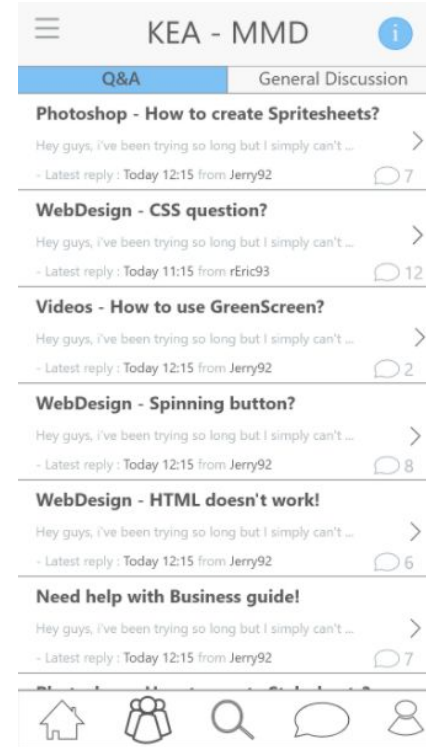 KEA - MMD
i
Q&A General Discussion
Photoshop - How to create Spritesheets?
Hey guys, i've been trying so long but I simply can't ...
- Latest reply : Today 12:15 from Jerry92
7
WebDesign - CSS question?
Hey guys, i've been trying so long but I simply can't ...
- Latest reply : Today 11:15 from rEric93
12
Videos - How to use GreenScreen?
Hey guys, i've been trying so long but I simply can't ...
- Latest reply : Today 12:15 from Jerry92
2
WebDesign - Spinning button?
Hey guys, i've been trying so long but I simply can't ...
- Latest reply : Today 12:15 from Jerry92
8
WebDesign - HTML doesn't work!
Hey guys, i've been trying so long but I simply can't ...
- Latest reply : Today 12:15 from Jerry92
6
Need help with Business guide!
Hey guys, i've been trying so long but I simply can't ...
- Latest reply : Today 12:15 from Jerry92
7